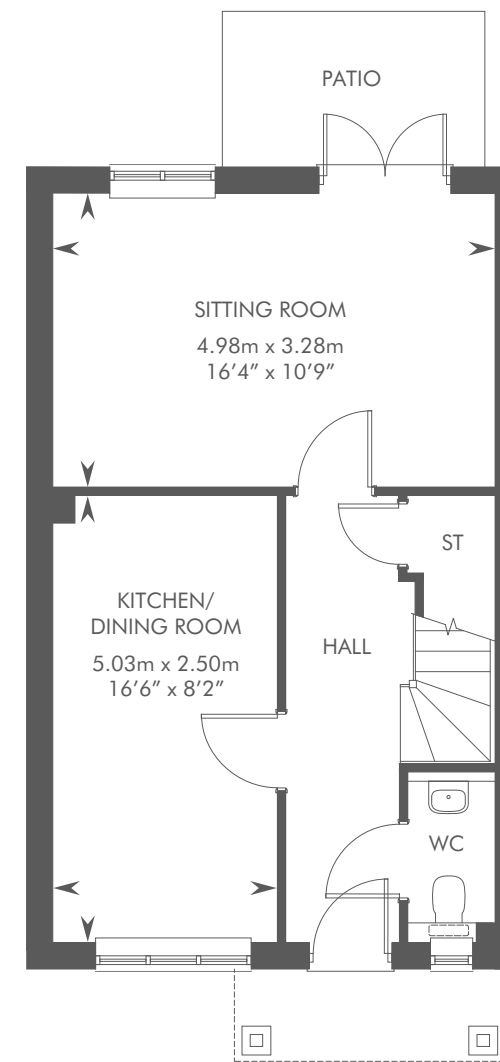 PATIO
SITTING ROOM
4.98m x 3.28m
16’4” x 10’9”
ST
KITCHEN/
DINING ROOM
5.03m x 2.50m
16’6” x 8’2”
HALL
WC